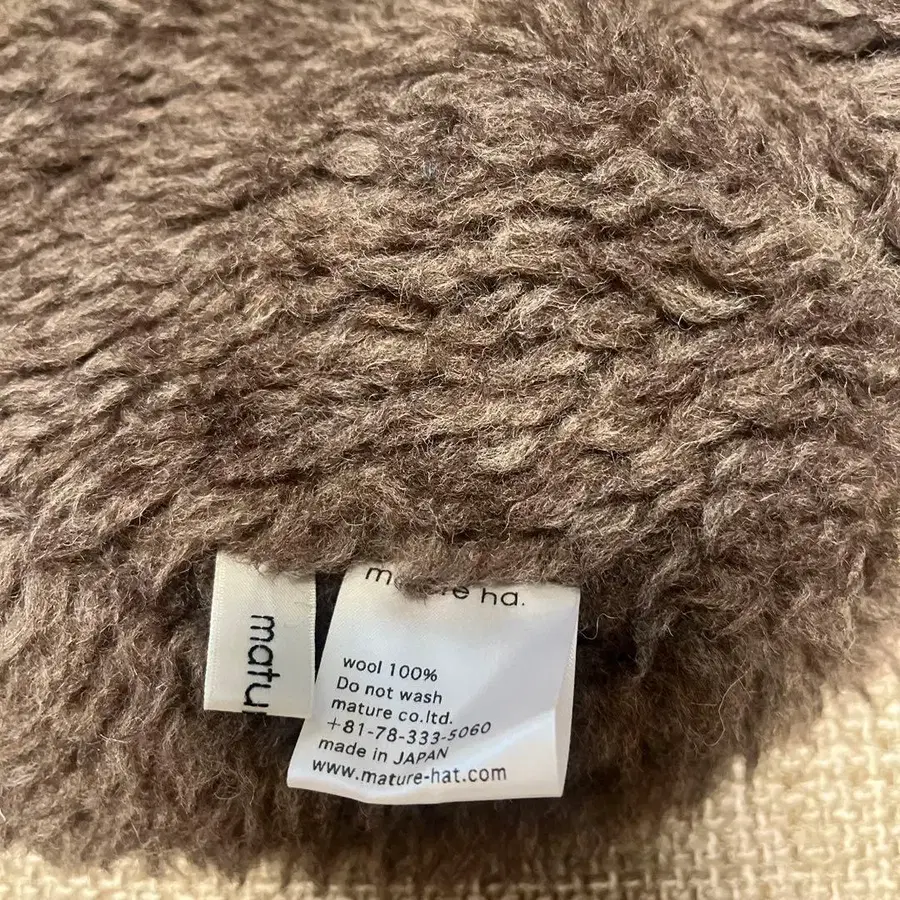 matu
ha.
wool 100%
Do not wash
mature co.ltd.
+81-78-333-5060
made in JAPAN
www.mature-hat.com